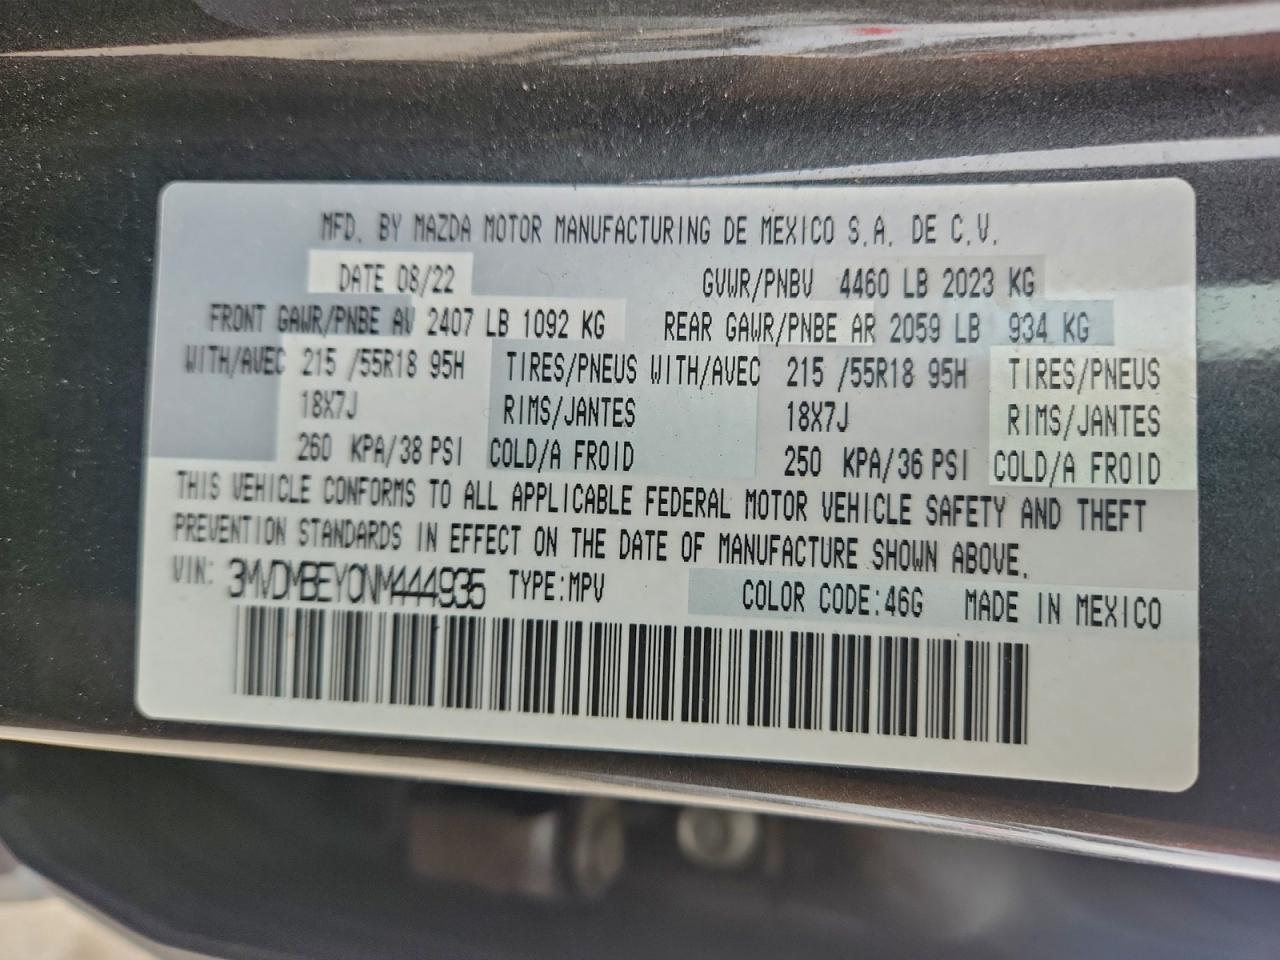 MFD. BY MAZDA MOTOR MANUFACTURING DE MEXICO S.A. DE C.V.
DATE 08/22 GVWR/PNBV 4460 LB 2023 KG
FRONT GAWR/PNBE AV 2407 LB 1092 KG REAR GAWR/PNBE AR 2059 LB 934 KG
WITH/AVEC 215 /55R18 95H TIRES/PNEUS WITH/AVEC 215 /55R18 95H TIRES/PNEUS
18X7J RIMS/JANTES 18X7J RIMS/JANTES
260 KPA/38 PSI COLD/A FROID 250 KPA/36 PSI COLD/A FROID
THIS VEHICLE CONFORMS TO ALL APPLICABLE FEDERAL MOTOR VEHICLE SAFETY AND THEFT
PREVENTION STANDARDS IN EFFECT ON THE DATE OF MANUFACTURE SHOWN ABOVE.
VIN: 3MVDMBEY0NM444935 TYPE:MPV COLOR CODE:46G MADE IN MEXICO